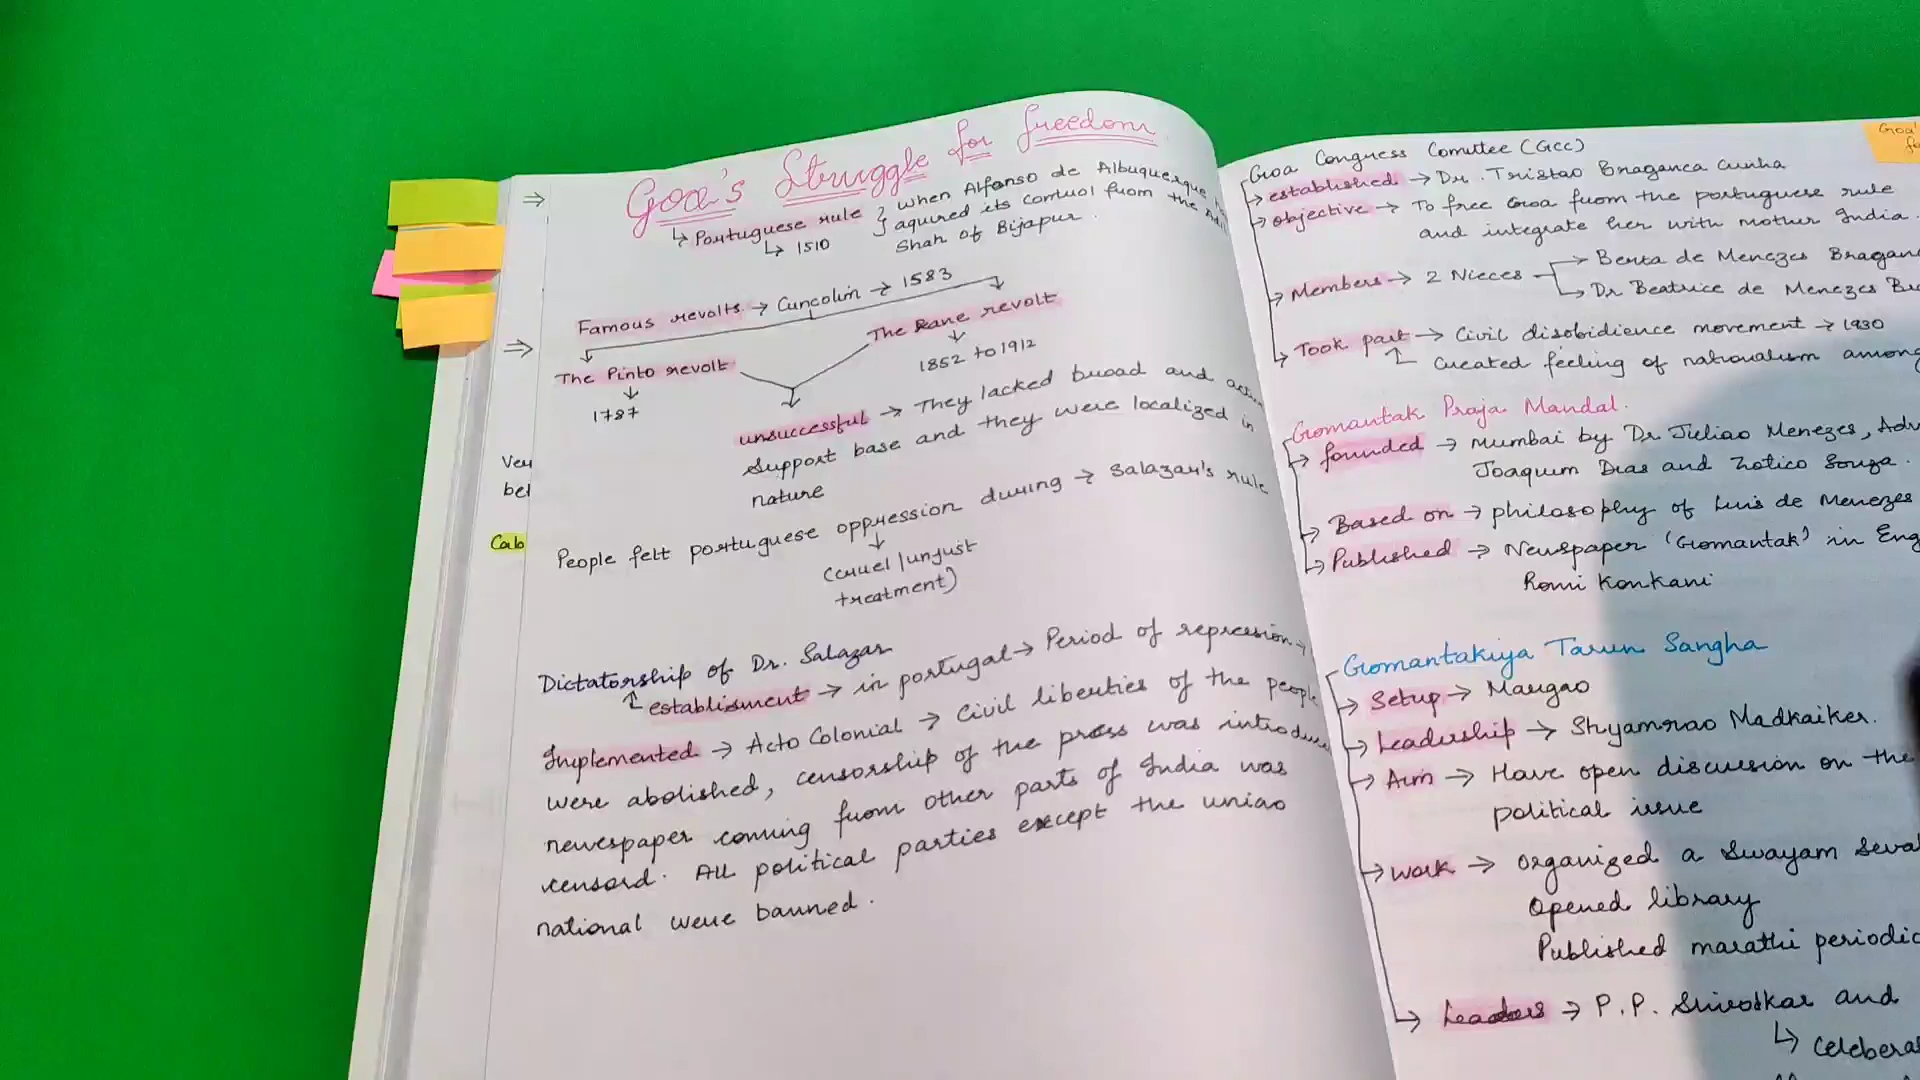 Goa's Struggle for freedom
⇒
↳ Portuguese rule } when Alfanso de Albuquerque
↳ 1510 aquired its control from the
Shah of Bijapur.
⇒
Famous revolts → Cuncolim → 1583
The Pinto revolt
↓
1787
The Rane revolt
↓
1852 to 1912
unsuccessful → They lacked broad and
support base and they were localized in
nature
People felt portuguese oppression during → Salazar's rule
↓
(cruel/unjust
treatment)
Dictatorship of Dr. Salazar
establisment → in portugal → Period of repression →
Implemented → Acto Colonial → Civil liberties of the people
were abolished, censorship of the press was introduce
newespaper coming from other parts of India was
censord. All political parties except the uniao
national were banned.
Cab
Goa Congress Comittee (GCC)
→ established → Dr. Tristao Braganca Cunha
→ objective → To free Goa from the portuguese rule
and integrate her with mother India.
→ Members → 2 Nieces → Berta de Menezes
→ Dr Beatrice de Menezes
→ Took part → Civil disobidience movement → 1930
Created feeling of nationalism among
Gomantak Praja Mandal.
→ founded → Mumbai by Dr Juliao Menezes,
Joaquim Dias and Zotico Souza.
→ Based on → philosophy of Luis de Menezes
→ Published → Newspaper 'Gomantak' in
Romi Konkani
Gomantakiya Tarun Sangha
→ Setup → Margao
→ Leadership → Shyamrao Madkaiker.
→ Aim → Have open discussion on the
political issue
→ work → organized a Swayam
Opened library
Published marathi
→ Leaders → P.P. Shirodkar and
↳